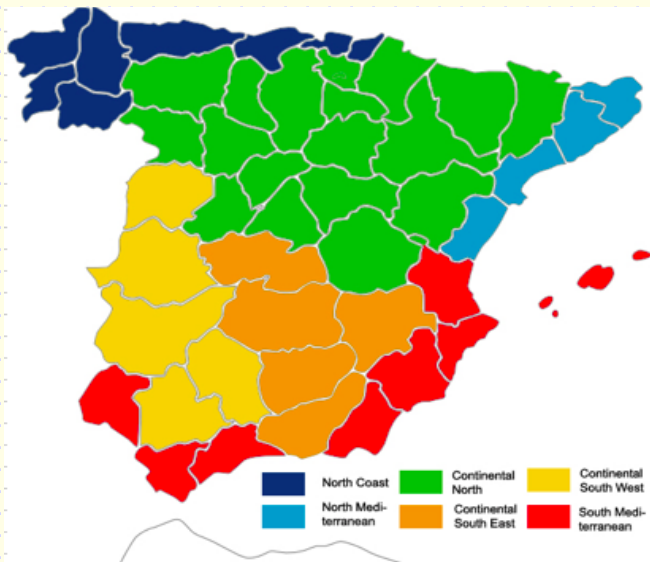 North Coast
Continental
North
Continental
South West
North Medi-
terranean
Continental
South East
South Medi-
terranean